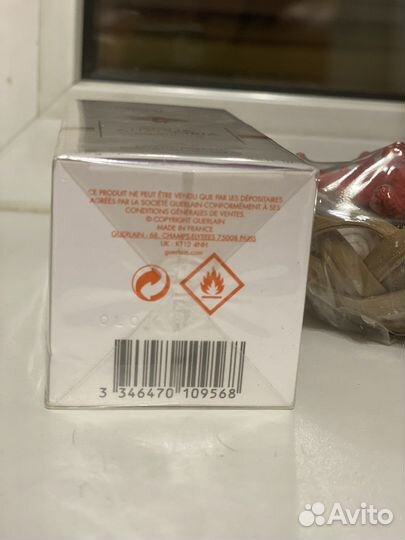 CE PRODUIT NE PEUT ÊTRE VENDU QUE PAR LES DÉPOSITAIRES
AGRÉÉS PAR LA SOCIÉTÉ GUERLAIN CONFORMÉMENT À SES
CONDITIONS GÉNÉRALES DE VENTES.
© COPYRIGHT GUERLAIN
MADE IN FRANCE
GUERLAIN - 68, CHAMPS-ELYSEES 75008 PARIS
UK - KT12 4NH
guerlain.com
3 346470 109568
Avito